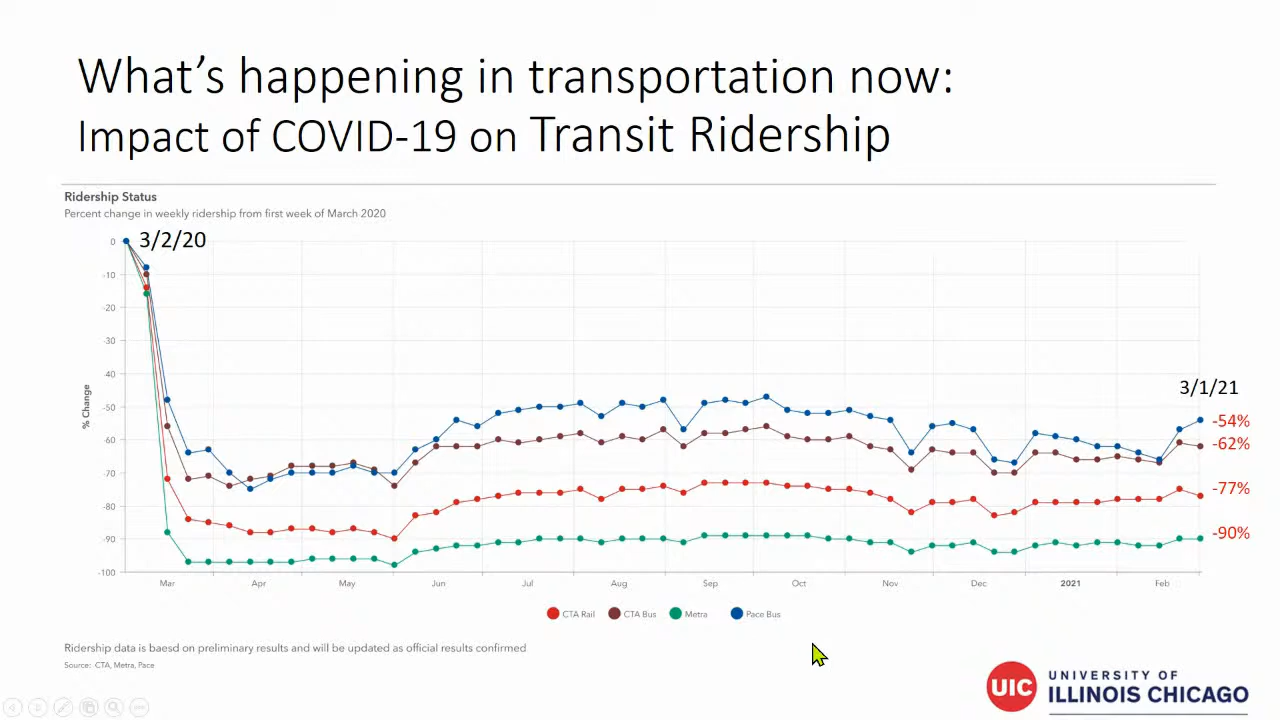 What's happening in transportation now:
Impact of COVID-19 on Transit Ridership
Ridership Status
Percent change in weekly ridership from first week of March 2020
3/2/20
0
-10
-20
-30
-40
-50
-60
-70
-80
-90
-100
% Change
3/1/21
-54%
-62%
-77%
-90%
Mar Apr May Jun Jul Aug Sep Oct Nov Dec 2021 Feb
CTA Rail CTA Bus Metra Pace Bus
Ridership data is baesd on preliminary results and will be updated as official results confirmed
Source: CTA, Metra, Pace
UIC
UNIVERSITY OF
ILLINOIS CHICAGO